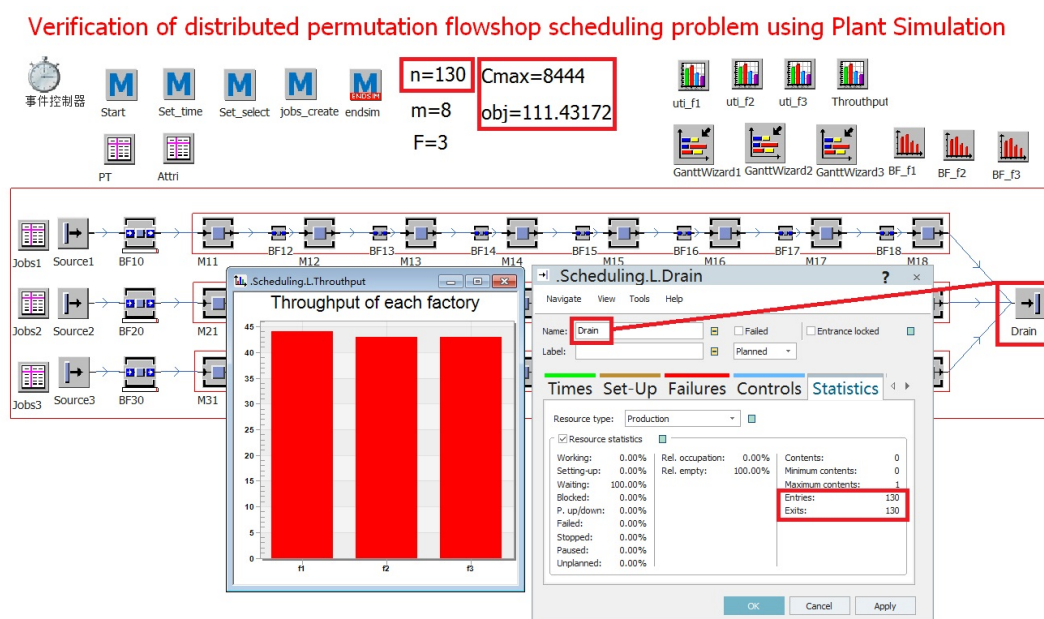 Verification of distributed permutation flowshop scheduling problem using Plant Simulation
事件控制器
M
M
M
M
M
ENDSIM
Start
Set_time
Set_select
jobs_create
endsim
n=130
Cmax=8444
m=8
obj=111.43172
F=3
uti_f1
uti_f2
uti_f3
Throuthput
PT
Attri
GanttWizard1
GanttWizard2
GanttWizard3
BF_f1
BF_f2
BF_f3
Jobs1
Source1
BF10
M11
BF12
M12
BF13
M13
BF14
M14
BF15
M15
BF16
M16
BF17
M17
BF18
M18
Jobs2
Source2
BF20
M21
Jobs3
Source3
BF30
M31
Drain
.Scheduling.L.Throuthput
Throughput of each factory
45
40
35
30
25
20
15
10
5
0
f1
f2
f3
.Scheduling.L.Drain
?
×
Navigate View Tools Help
Name: Drain
Failed
Entrance locked
Label:
Planned
Times Set-Up Failures Controls Statistics
Resource type: Production
Resource statistics
Working: 0.00% Rel. occupation: 0.00% Contents: 0
Setting-up: 0.00% Rel. empty: 100.00% Minimum contents: 0
Waiting: 100.00% Maximum contents: 1
Blocked: 0.00% Entries: 130
P. up/down: 0.00% Exits: 130
Failed: 0.00%
Stopped: 0.00%
Paused: 0.00%
Unplanned: 0.00%
OK Cancel Apply